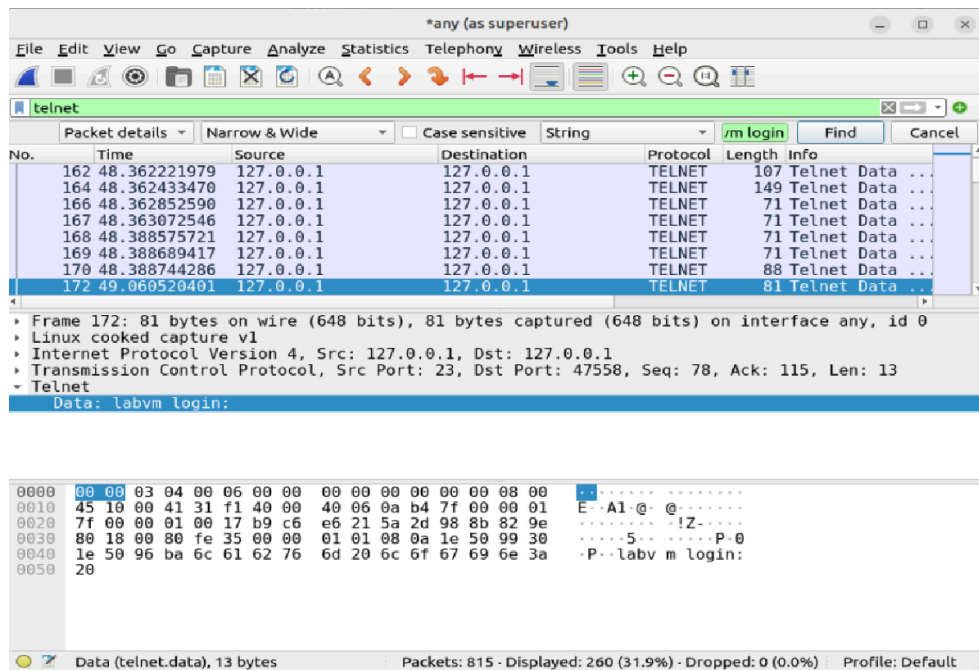 *any (as superuser)
File Edit View Go Capture Analyze Statistics Telephony Wireless Tools Help
telnet
Packet details Narrow & Wide Case sensitive String /m login Find Cancel
No. Time Source Destination Protocol Length Info
162 48.362221979 127.0.0.1 127.0.0.1 TELNET 107 Telnet Data ...
164 48.362433470 127.0.0.1 127.0.0.1 TELNET 149 Telnet Data ...
166 48.362852590 127.0.0.1 127.0.0.1 TELNET 71 Telnet Data ...
167 48.363072546 127.0.0.1 127.0.0.1 TELNET 71 Telnet Data ...
168 48.388575721 127.0.0.1 127.0.0.1 TELNET 71 Telnet Data ...
169 48.388689417 127.0.0.1 127.0.0.1 TELNET 71 Telnet Data ...
170 48.388744286 127.0.0.1 127.0.0.1 TELNET 88 Telnet Data ...
172 49.060520401 127.0.0.1 127.0.0.1 TELNET 81 Telnet Data ...
Frame 172: 81 bytes on wire (648 bits), 81 bytes captured (648 bits) on interface any, id 0
Linux cooked capture v1
Internet Protocol Version 4, Src: 127.0.0.1, Dst: 127.0.0.1
Transmission Control Protocol, Src Port: 23, Dst Port: 47558, Seq: 78, Ack: 115, Len: 13
Telnet
Data: labvm login:
0000 00 00 03 04 00 06 00 00 00 00 00 00 00 00 08 00 ········ ········
0010 45 10 00 41 31 f1 40 00 40 06 0a b4 7f 00 00 01 E··A1·@· @·······
0020 7f 00 00 01 00 17 b9 c6 e6 21 5a 2d 98 8b 82 9e ········ ·!Z-····
0030 80 18 00 80 fe 35 00 00 01 01 08 0a 1e 50 99 30 ·····5·· ·····P·0
0040 1e 50 96 ba 6c 61 62 76 6d 20 6c 6f 67 69 6e 3a ·P··labv m login:
0050 20
Data (telnet.data), 13 bytes Packets: 815 · Displayed: 260 (31.9%) · Dropped: 0 (0.0%) Profile: Default